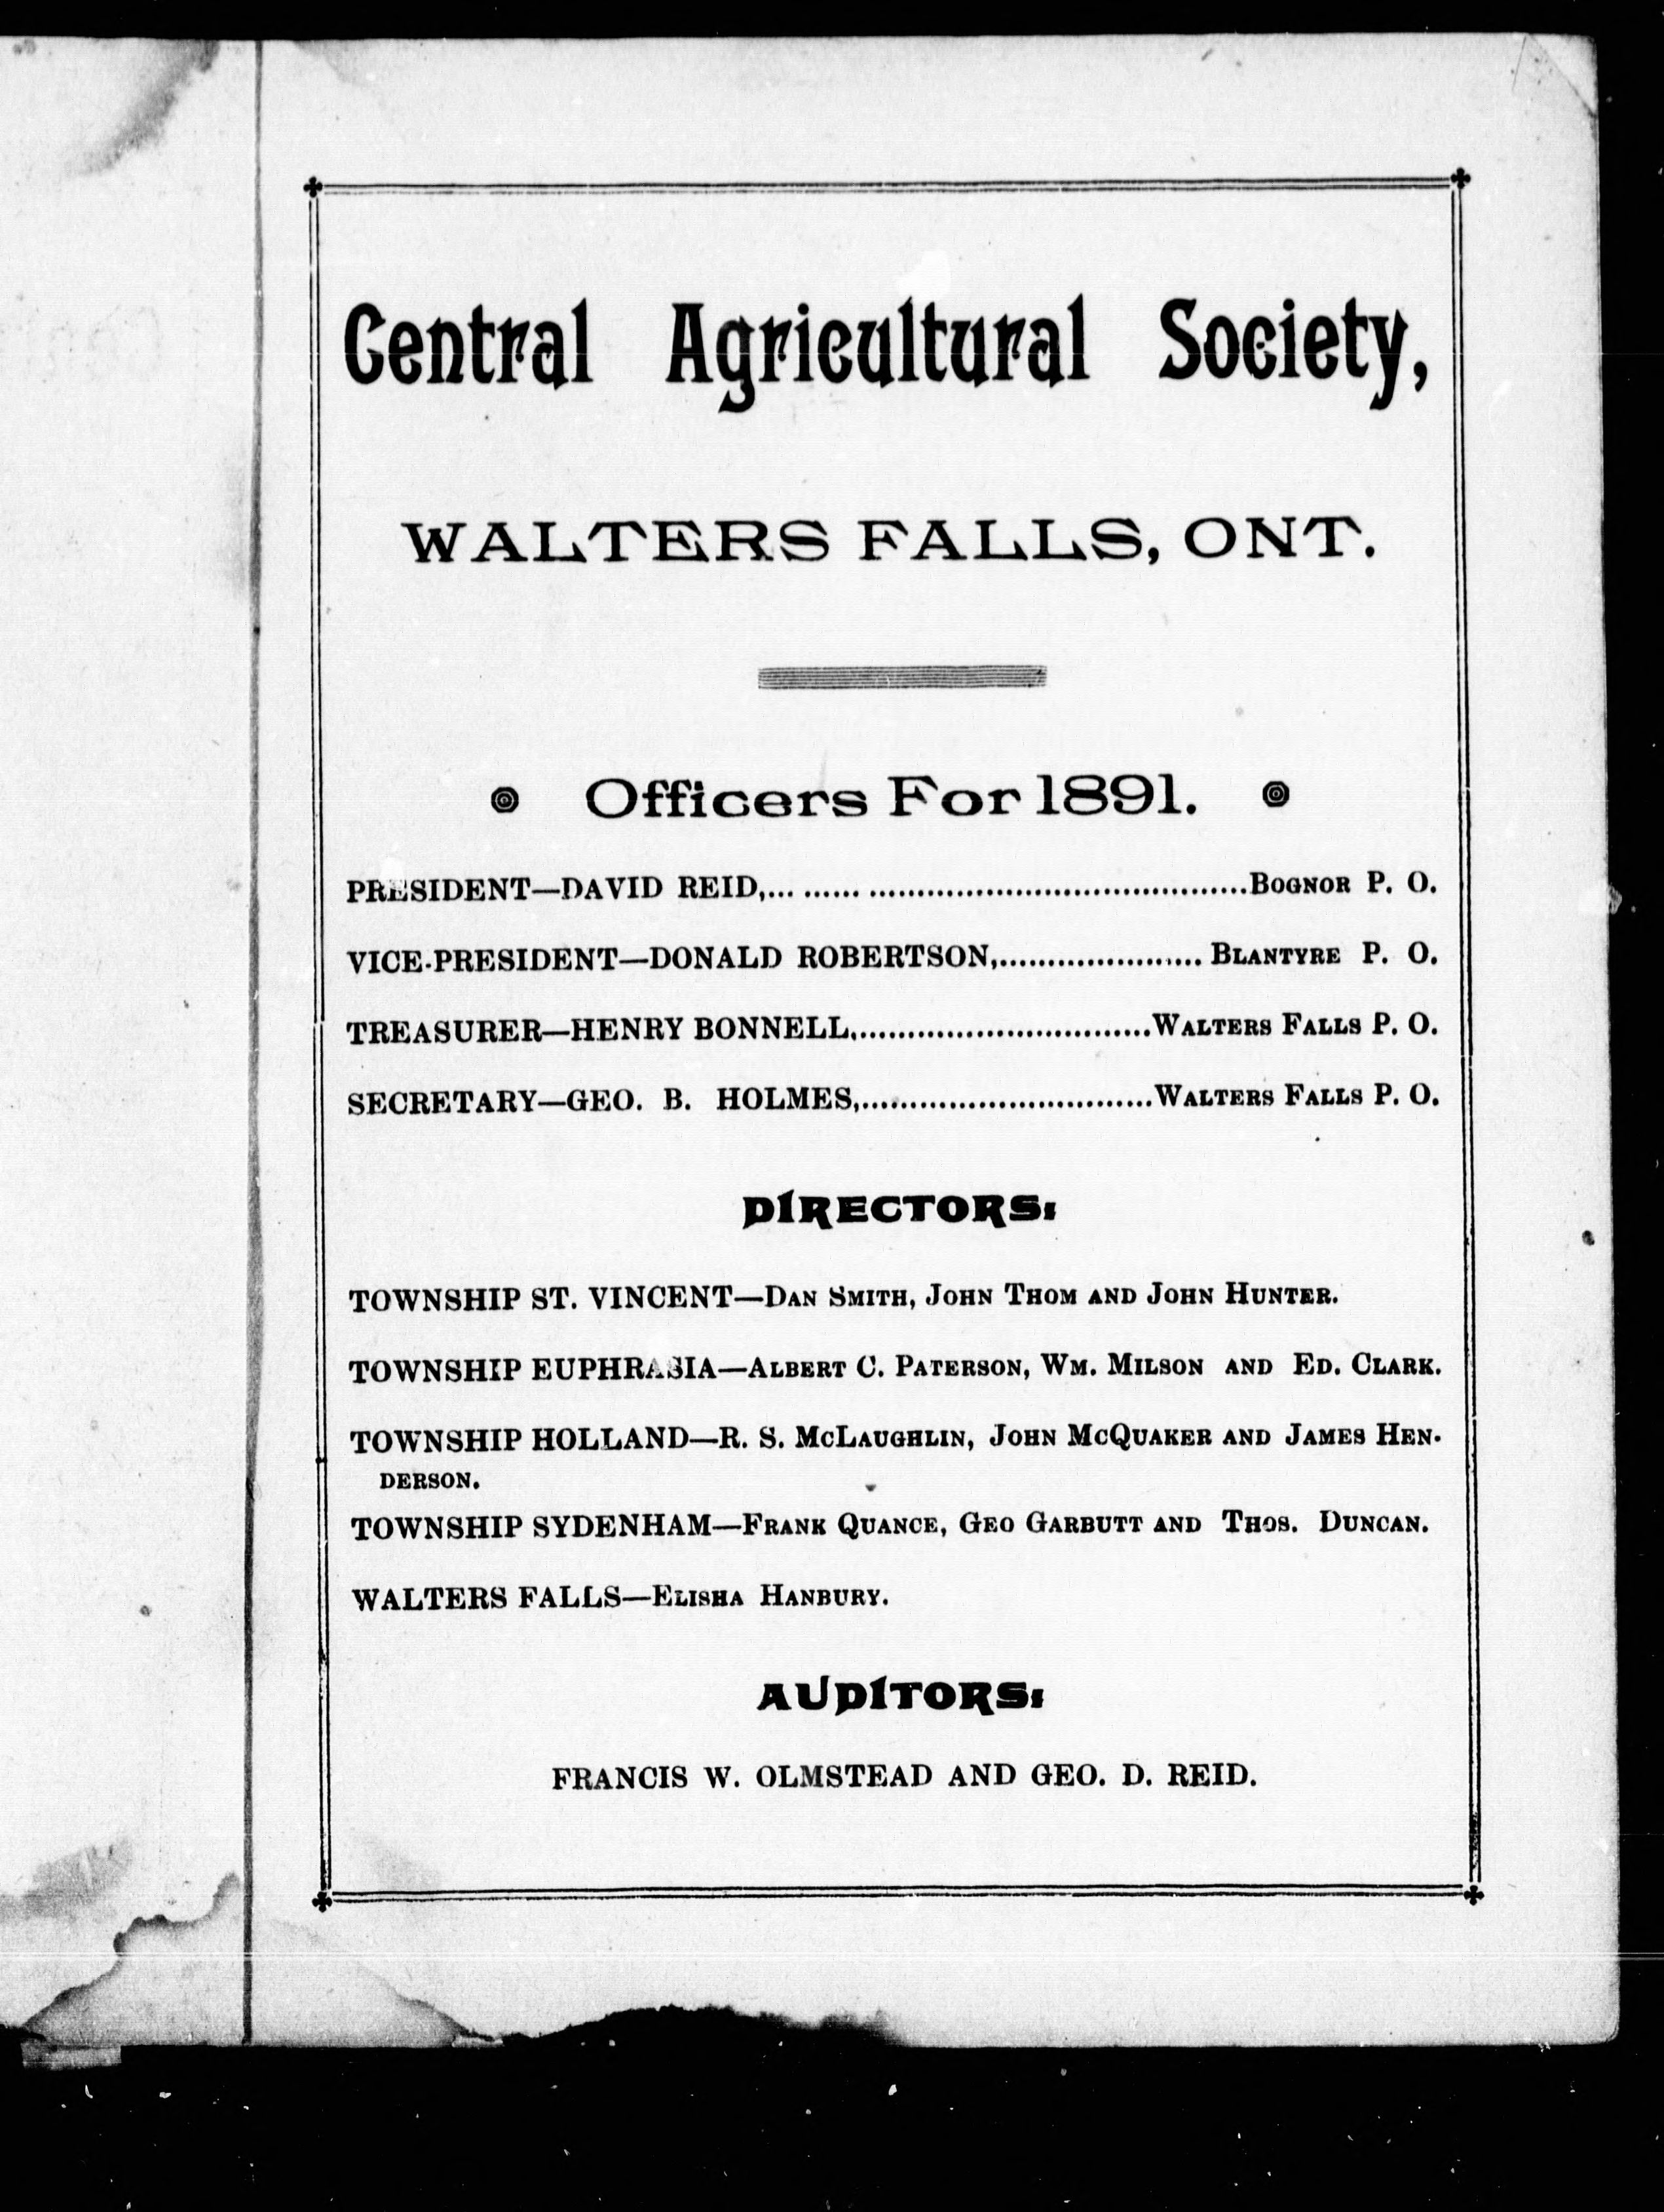 Central Agricultural Society,
WALTERS FALLS, ONT.
Officers For 1891.
PRESIDENT—DAVID REID,... ...... ........................................Bognor P. O.
VICE-PRESIDENT—DONALD ROBERTSON,..................... Blantyre P. O.
TREASURER—HENRY BONNELL,...............................Walters Falls P. O.
SECRETARY—GEO. B. HOLMES,...............................Walters Falls P. O.
DIRECTORS:
TOWNSHIP ST. VINCENT—Dan Smith, John Thom and John Hunter.
TOWNSHIP EUPHRASIA—Albert C. Paterson, Wm. Milson and Ed. Clark.
TOWNSHIP HOLLAND—R. S. McLaughlin, John McQuaker and James Hen-
derson.
TOWNSHIP SYDENHAM—Frank Quance, Geo Garbutt and Thos. Duncan.
WALTERS FALLS—Elisha Hanbury.
AUDITORS:
FRANCIS W. OLMSTEAD AND GEO. D. REID.